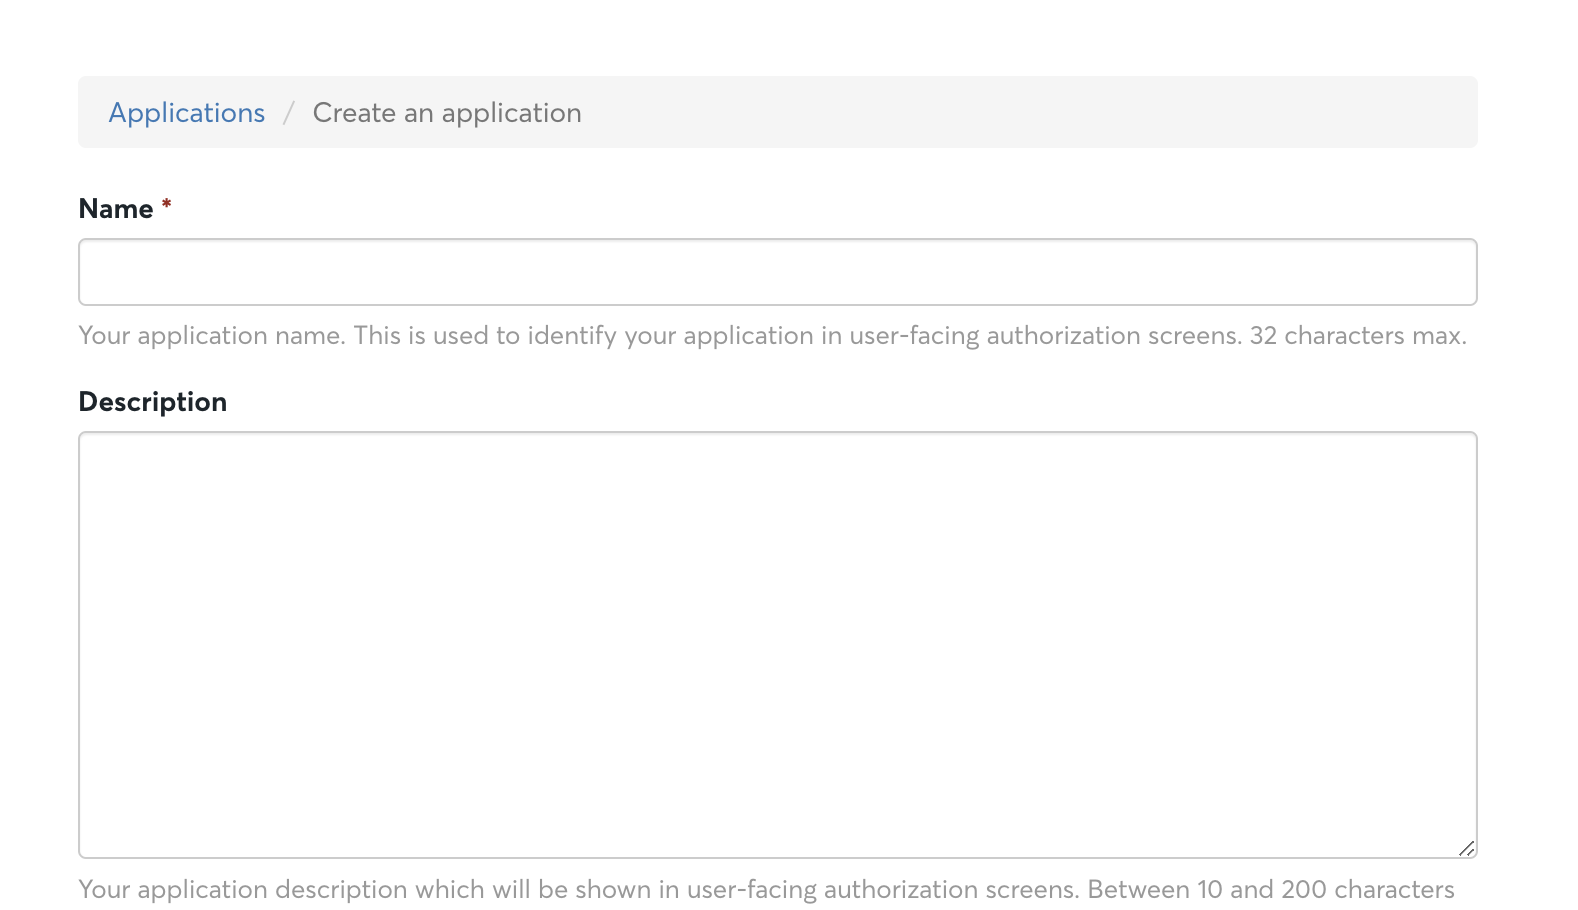 Applications / Create an application
Name *
Your application name. This is used to identify your application in user-facing authorization screens. 32 characters max.
Description
Your application description which will be shown in user-facing authorization screens. Between 10 and 200 characters